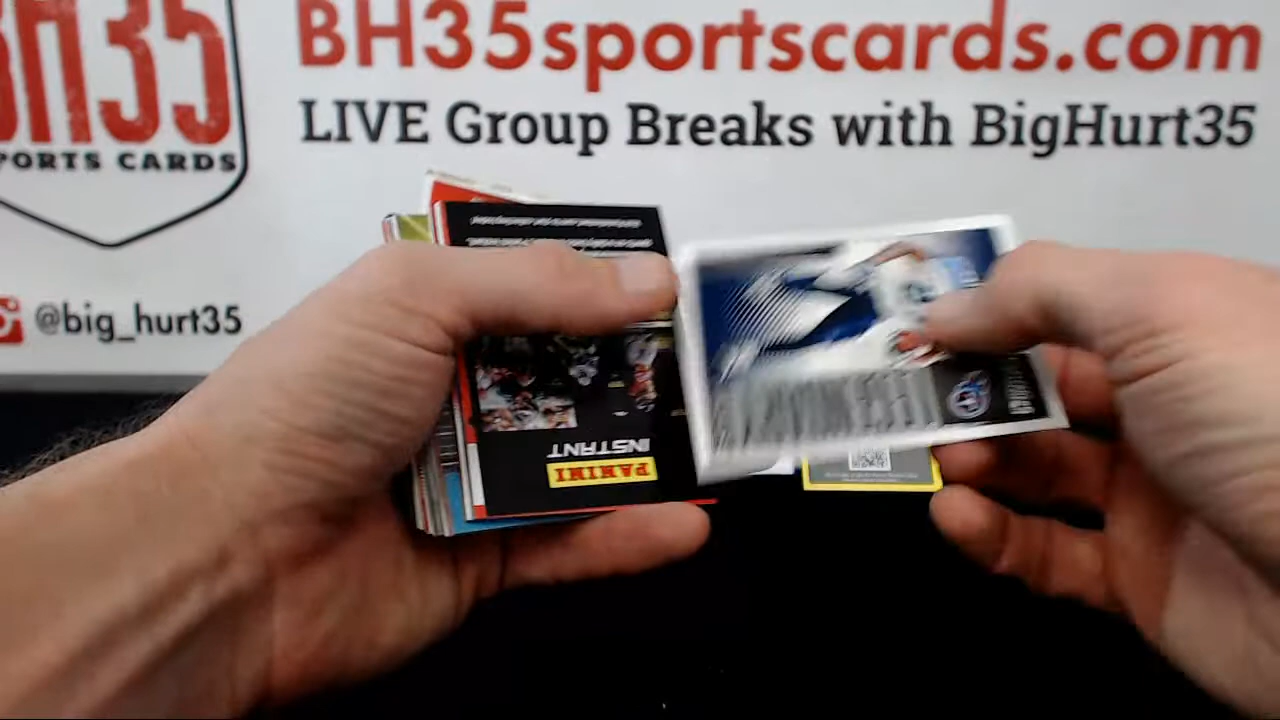 BH35
PORTS CARDS
BH35sportscards.com
LIVE Group Breaks with BigHurt35
@big_hurt35
INSTANT
PANINI